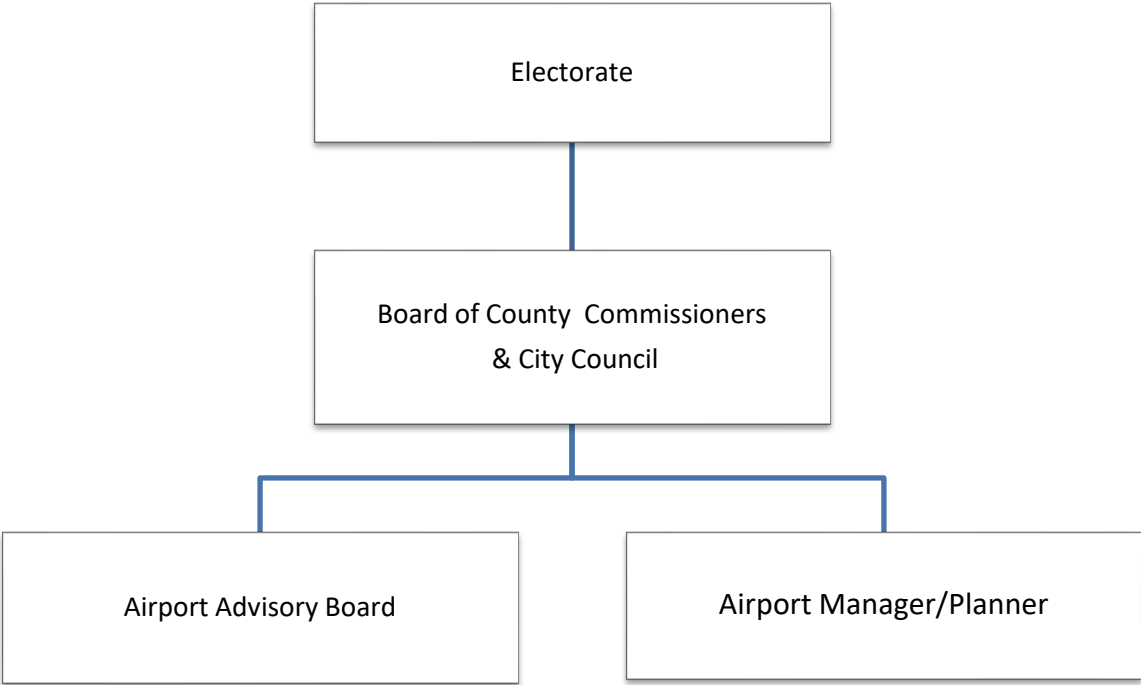 Electorate
Board of County  Commissioners
& City Council
Airport Advisory Board
Airport Manager/Planner